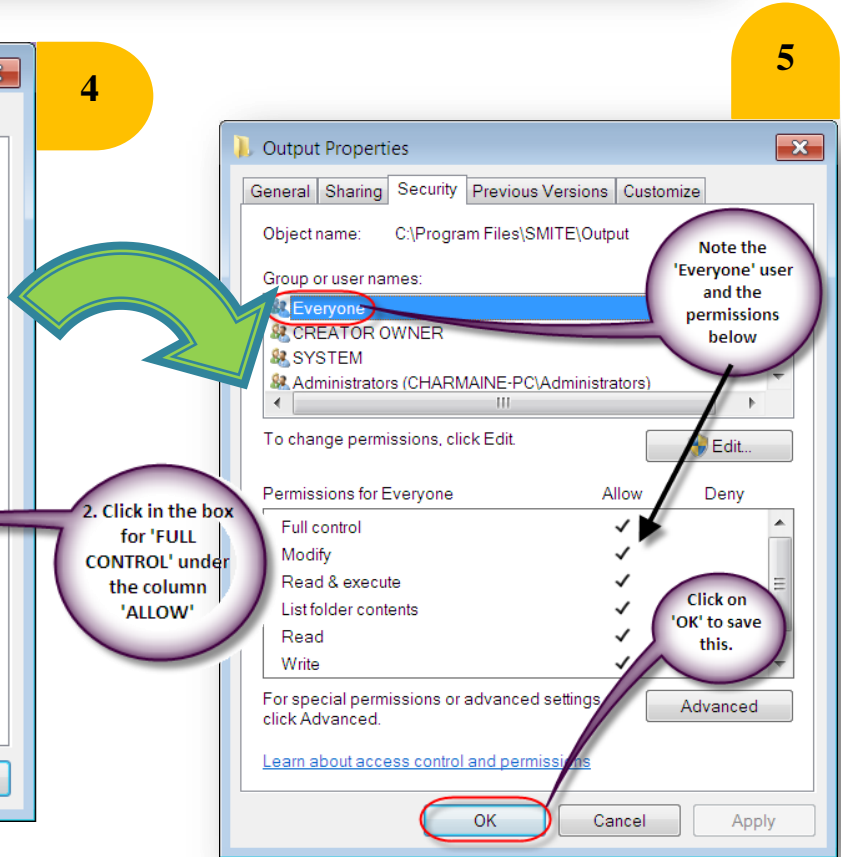 4
5
Output Properties
General Sharing Security Previous Versions Customize
Object name: C:\Program Files\SMITE\Output
Note the
'Everyone' user
and the
permissions
below
Group or user names:
Everyone
CREATOR OWNER
SYSTEM
Administrators (CHARMAINE-PC\Administrators)
To change permissions, click Edit.
Edit...
2. Click in the box
for 'FULL
CONTROL' under
the column
'ALLOW'
Permissions for Everyone Allow Deny
Full control
Modify
Read & execute
List folder contents
Read
Write
Click on
'OK' to save
this.
For special permissions or advanced settings,
click Advanced.
Advanced
Learn about access control and permissions
OK Cancel Apply